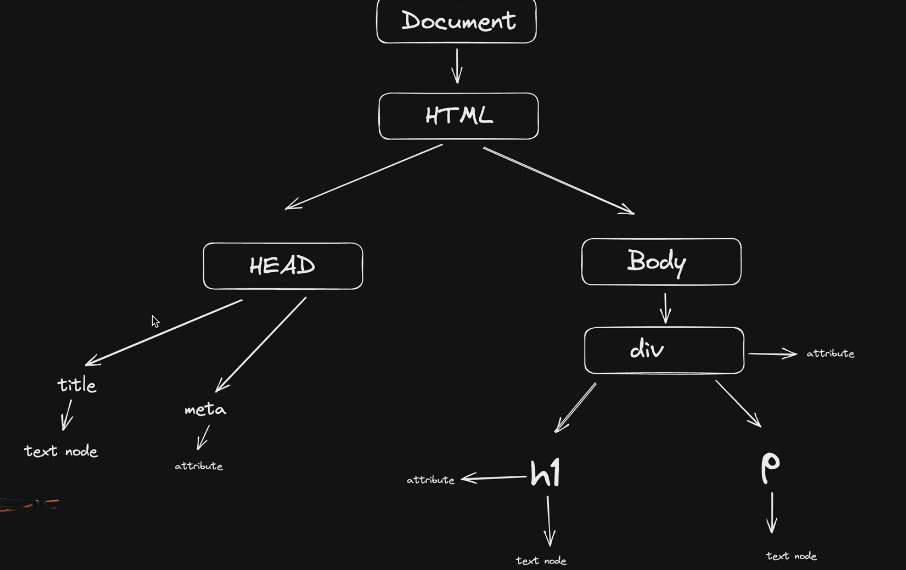 Document
HTML
HEAD
Body
div
attribute
title
meta
text node
attribute
h1
attribute
p
text node
text node